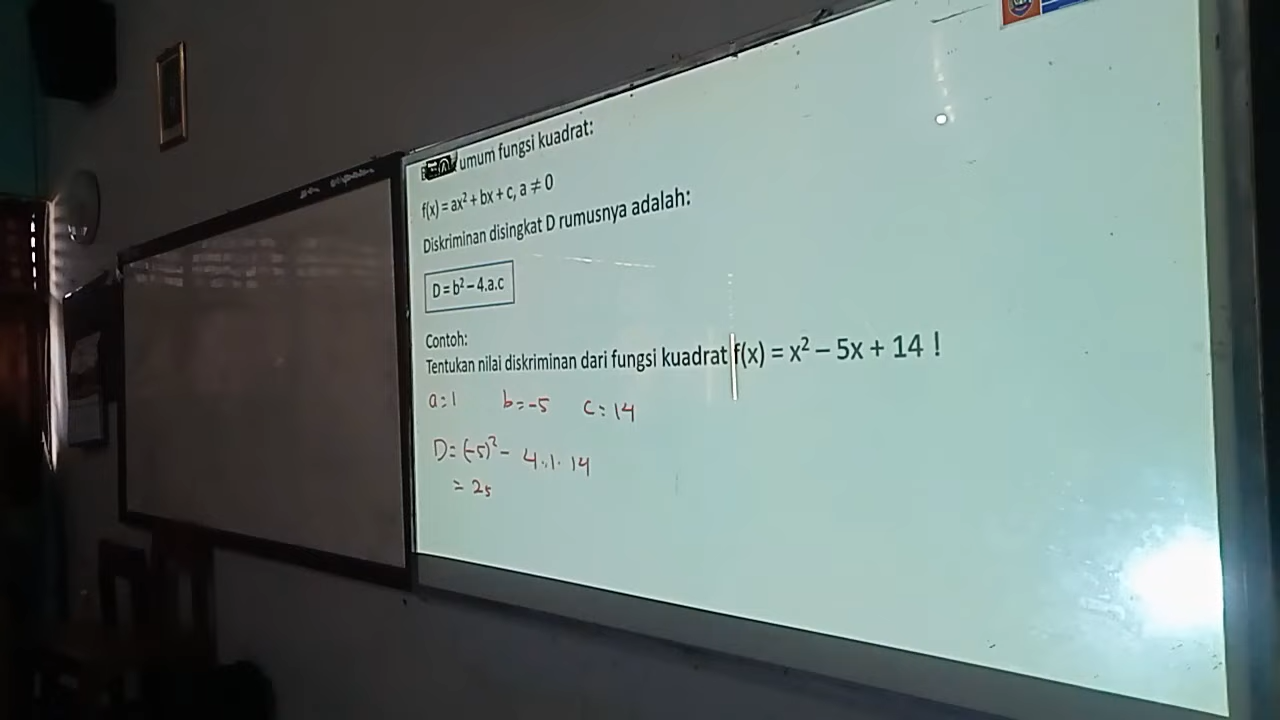 umum fungsi kuadrat:
f(x) = ax² + bx + c, a ≠ 0
Diskriminan disingkat D rumusnya adalah:
D = b² – 4.a.c
Contoh:
Tentukan nilai diskriminan dari fungsi kuadrat f(x) = x² – 5x + 14 !
a = 1 b = -5 c = 14
D = (-5)² - 4 . 1 . 14
= 25